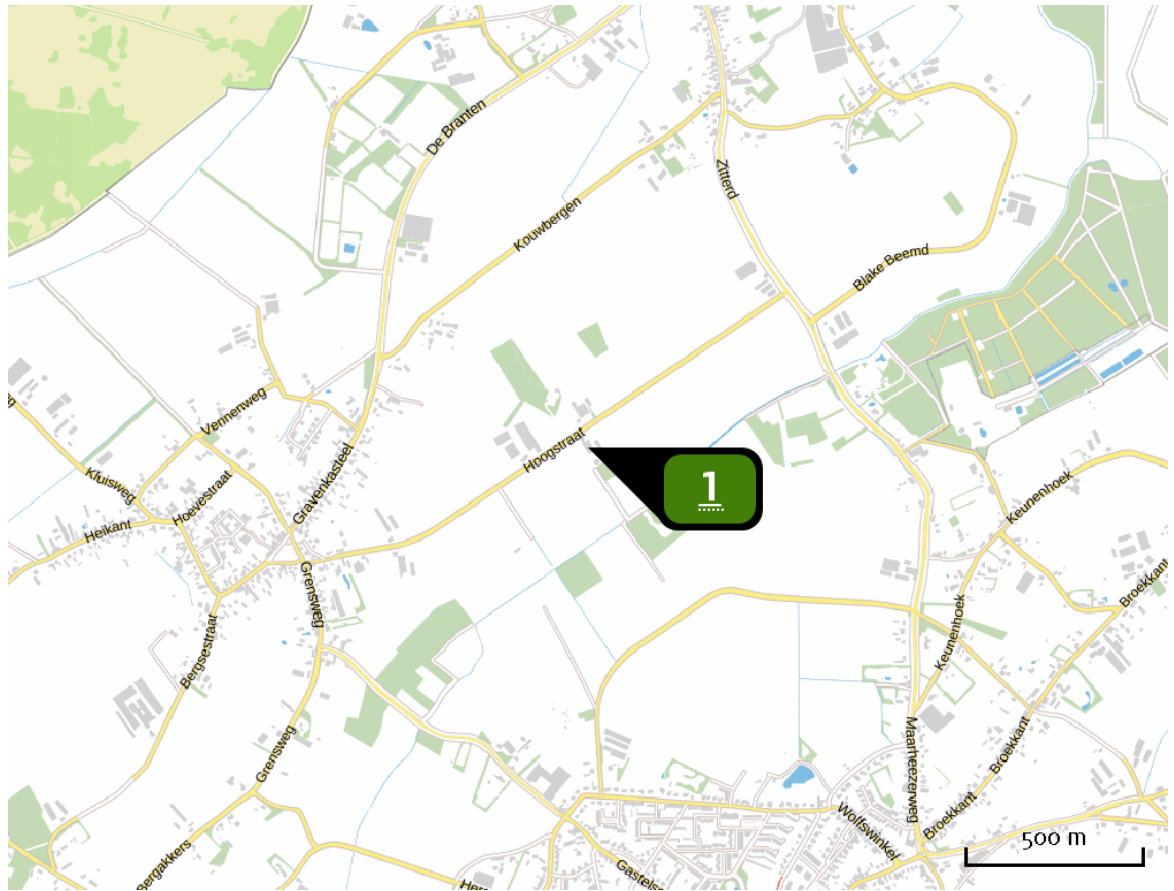 De Branten
Zitterd
Kouwbergen
Blake Beemd
Vennenweg
Hoogstraat
Gravenkasteel
1
Kluisweg
Hoevestraat
Keunenhoek
Heikant
Grensweg
Broekkant
Keunenhoek
Bergsestraat
Grensweg
Maarheezerweg
Broekkant
Wolfswinkel
Broekkant
500 m
Bergakkers